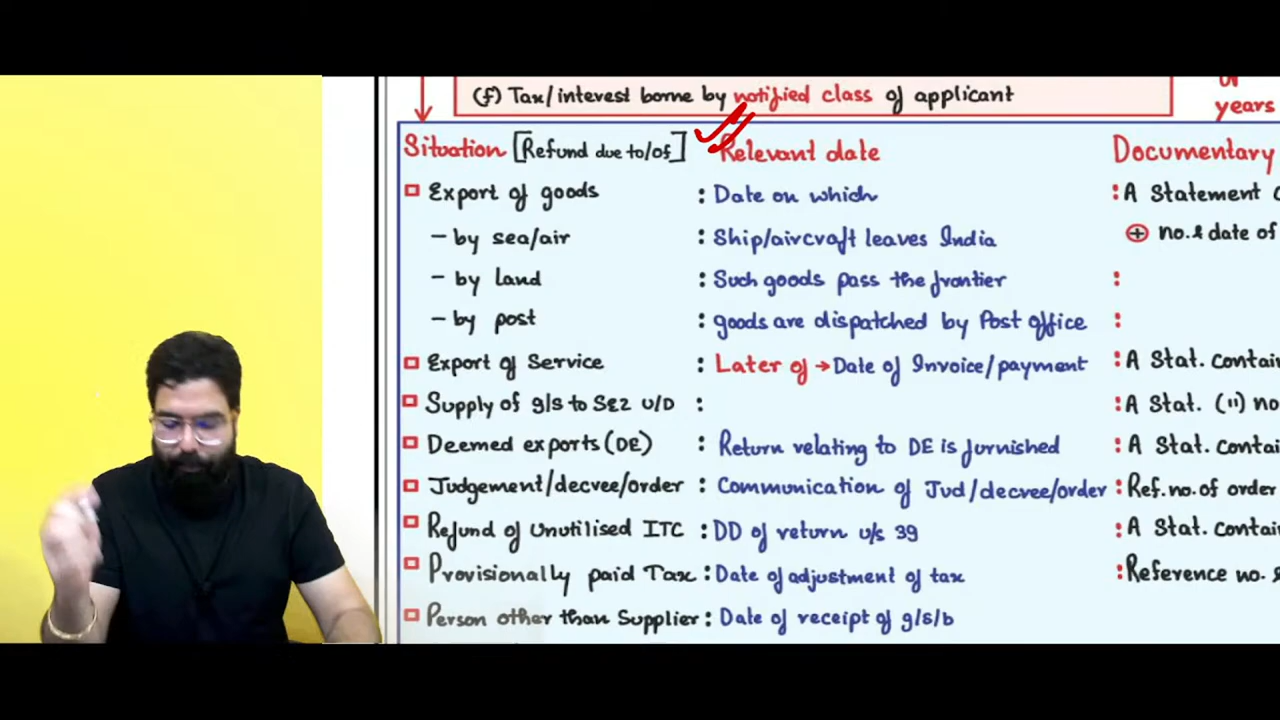 (f) Tax/interest borne by notified class of applicant
years
Situation [Refund due to/of] Relevant date Documentary
Export of goods : Date on which : A Statement
- by sea/air : Ship/aircraft leaves India + no. & date of
- by land : Such goods pass the frontier :
- by post : goods are dispatched by Post office :
Export of Service : Later of → Date of Invoice/payment : A Stat. contain
Supply of g/s to SEZ U/D : : A Stat. (") no
Deemed exports (DE) : Return relating to DE is furnished : A Stat. contai
Judgement/decree/order : Communication of Jud/decree/order : Ref. no. of order
Refund of Unutilised ITC : DD of return u/s 39 : A Stat. contain
Provisionally paid Tax : Date of adjustment of tax : Reference no.
Person other than Supplier : Date of receipt of g/s/b